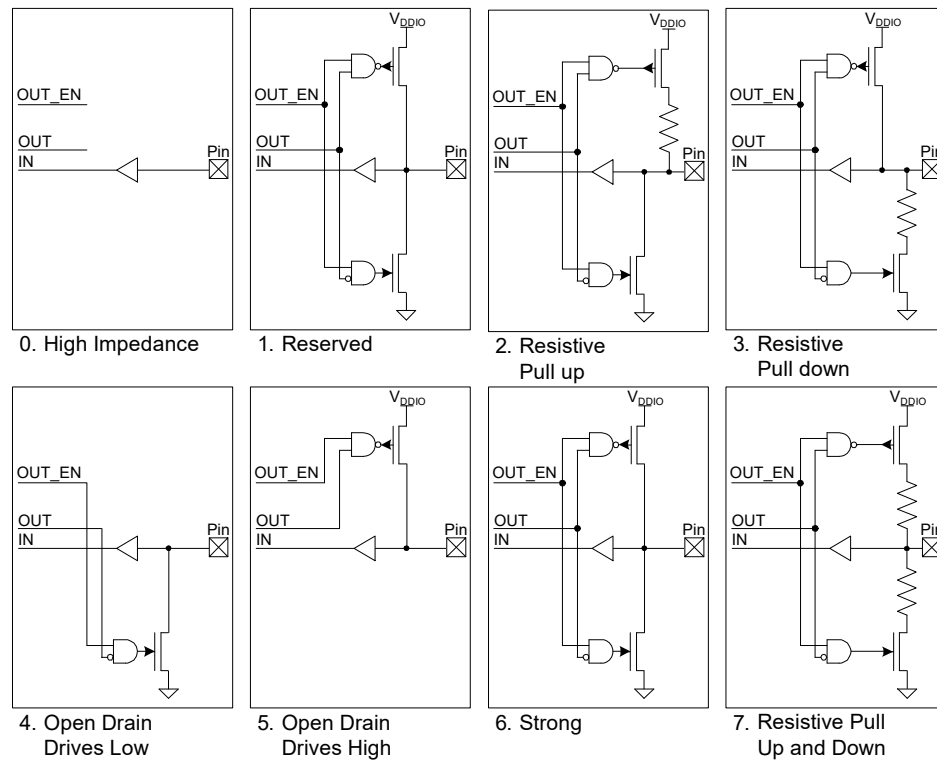 OUT_EN
OUT
IN
Pin
0. High Impedance
VDDIO
OUT_EN
OUT
IN
Pin
1. Reserved
VDDIO
OUT_EN
OUT
IN
Pin
2. Resistive
Pull up
VDDIO
OUT_EN
OUT
IN
Pin
3. Resistive
Pull down
OUT_EN
OUT
IN
Pin
4. Open Drain
Drives Low
VDDIO
OUT_EN
OUT
IN
Pin
5. Open Drain
Drives High
VDDIO
OUT_EN
OUT
IN
Pin
6. Strong
VDDIO
OUT_EN
OUT
IN
Pin
7. Resistive Pull
Up and Down